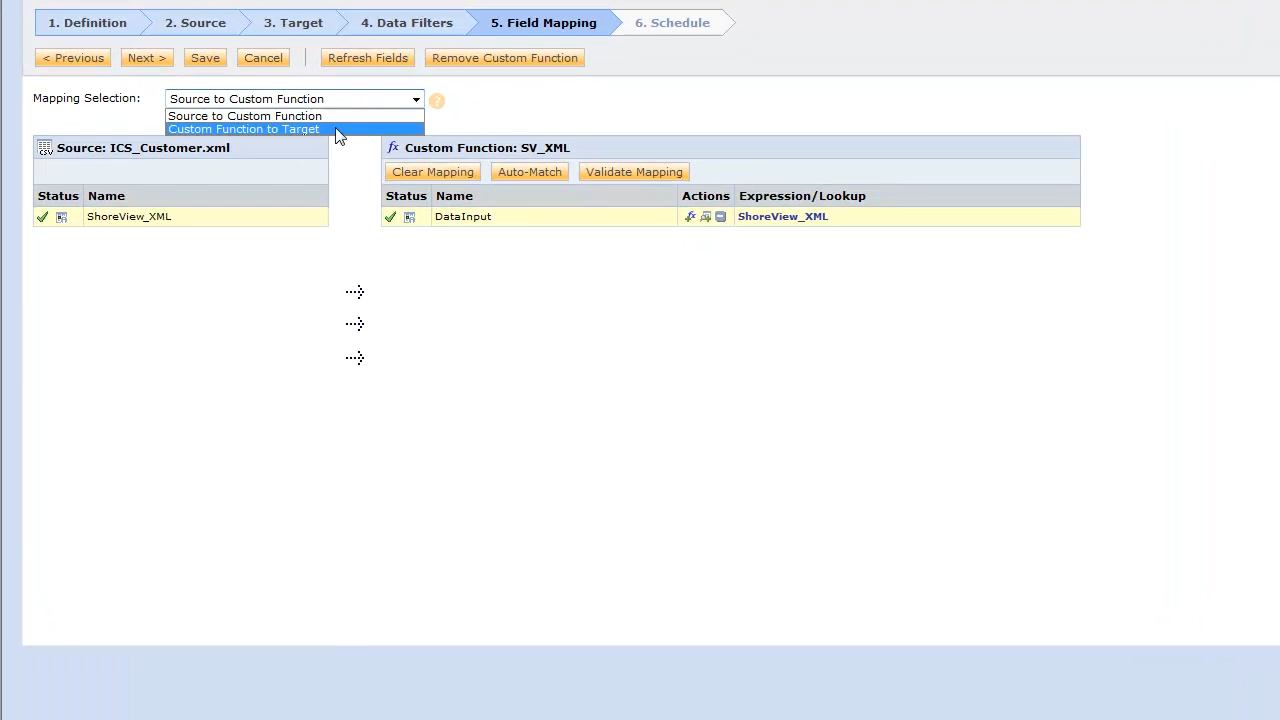 1. Definition 2. Source 3. Target 4. Data Filters 5. Field Mapping 6. Schedule
< Previous Next > Save Cancel Refresh Fields Remove Custom Function
Mapping Selection: Source to Custom Function ?
Source to Custom Function
Custom Function to Target
CSV Source: ICS_Customer.xml fx Custom Function: SV_XML
Clear Mapping Auto-Match Validate Mapping
Status Name Status Name Actions Expression/Lookup
ShoreView_XML DataInput ShoreView_XML